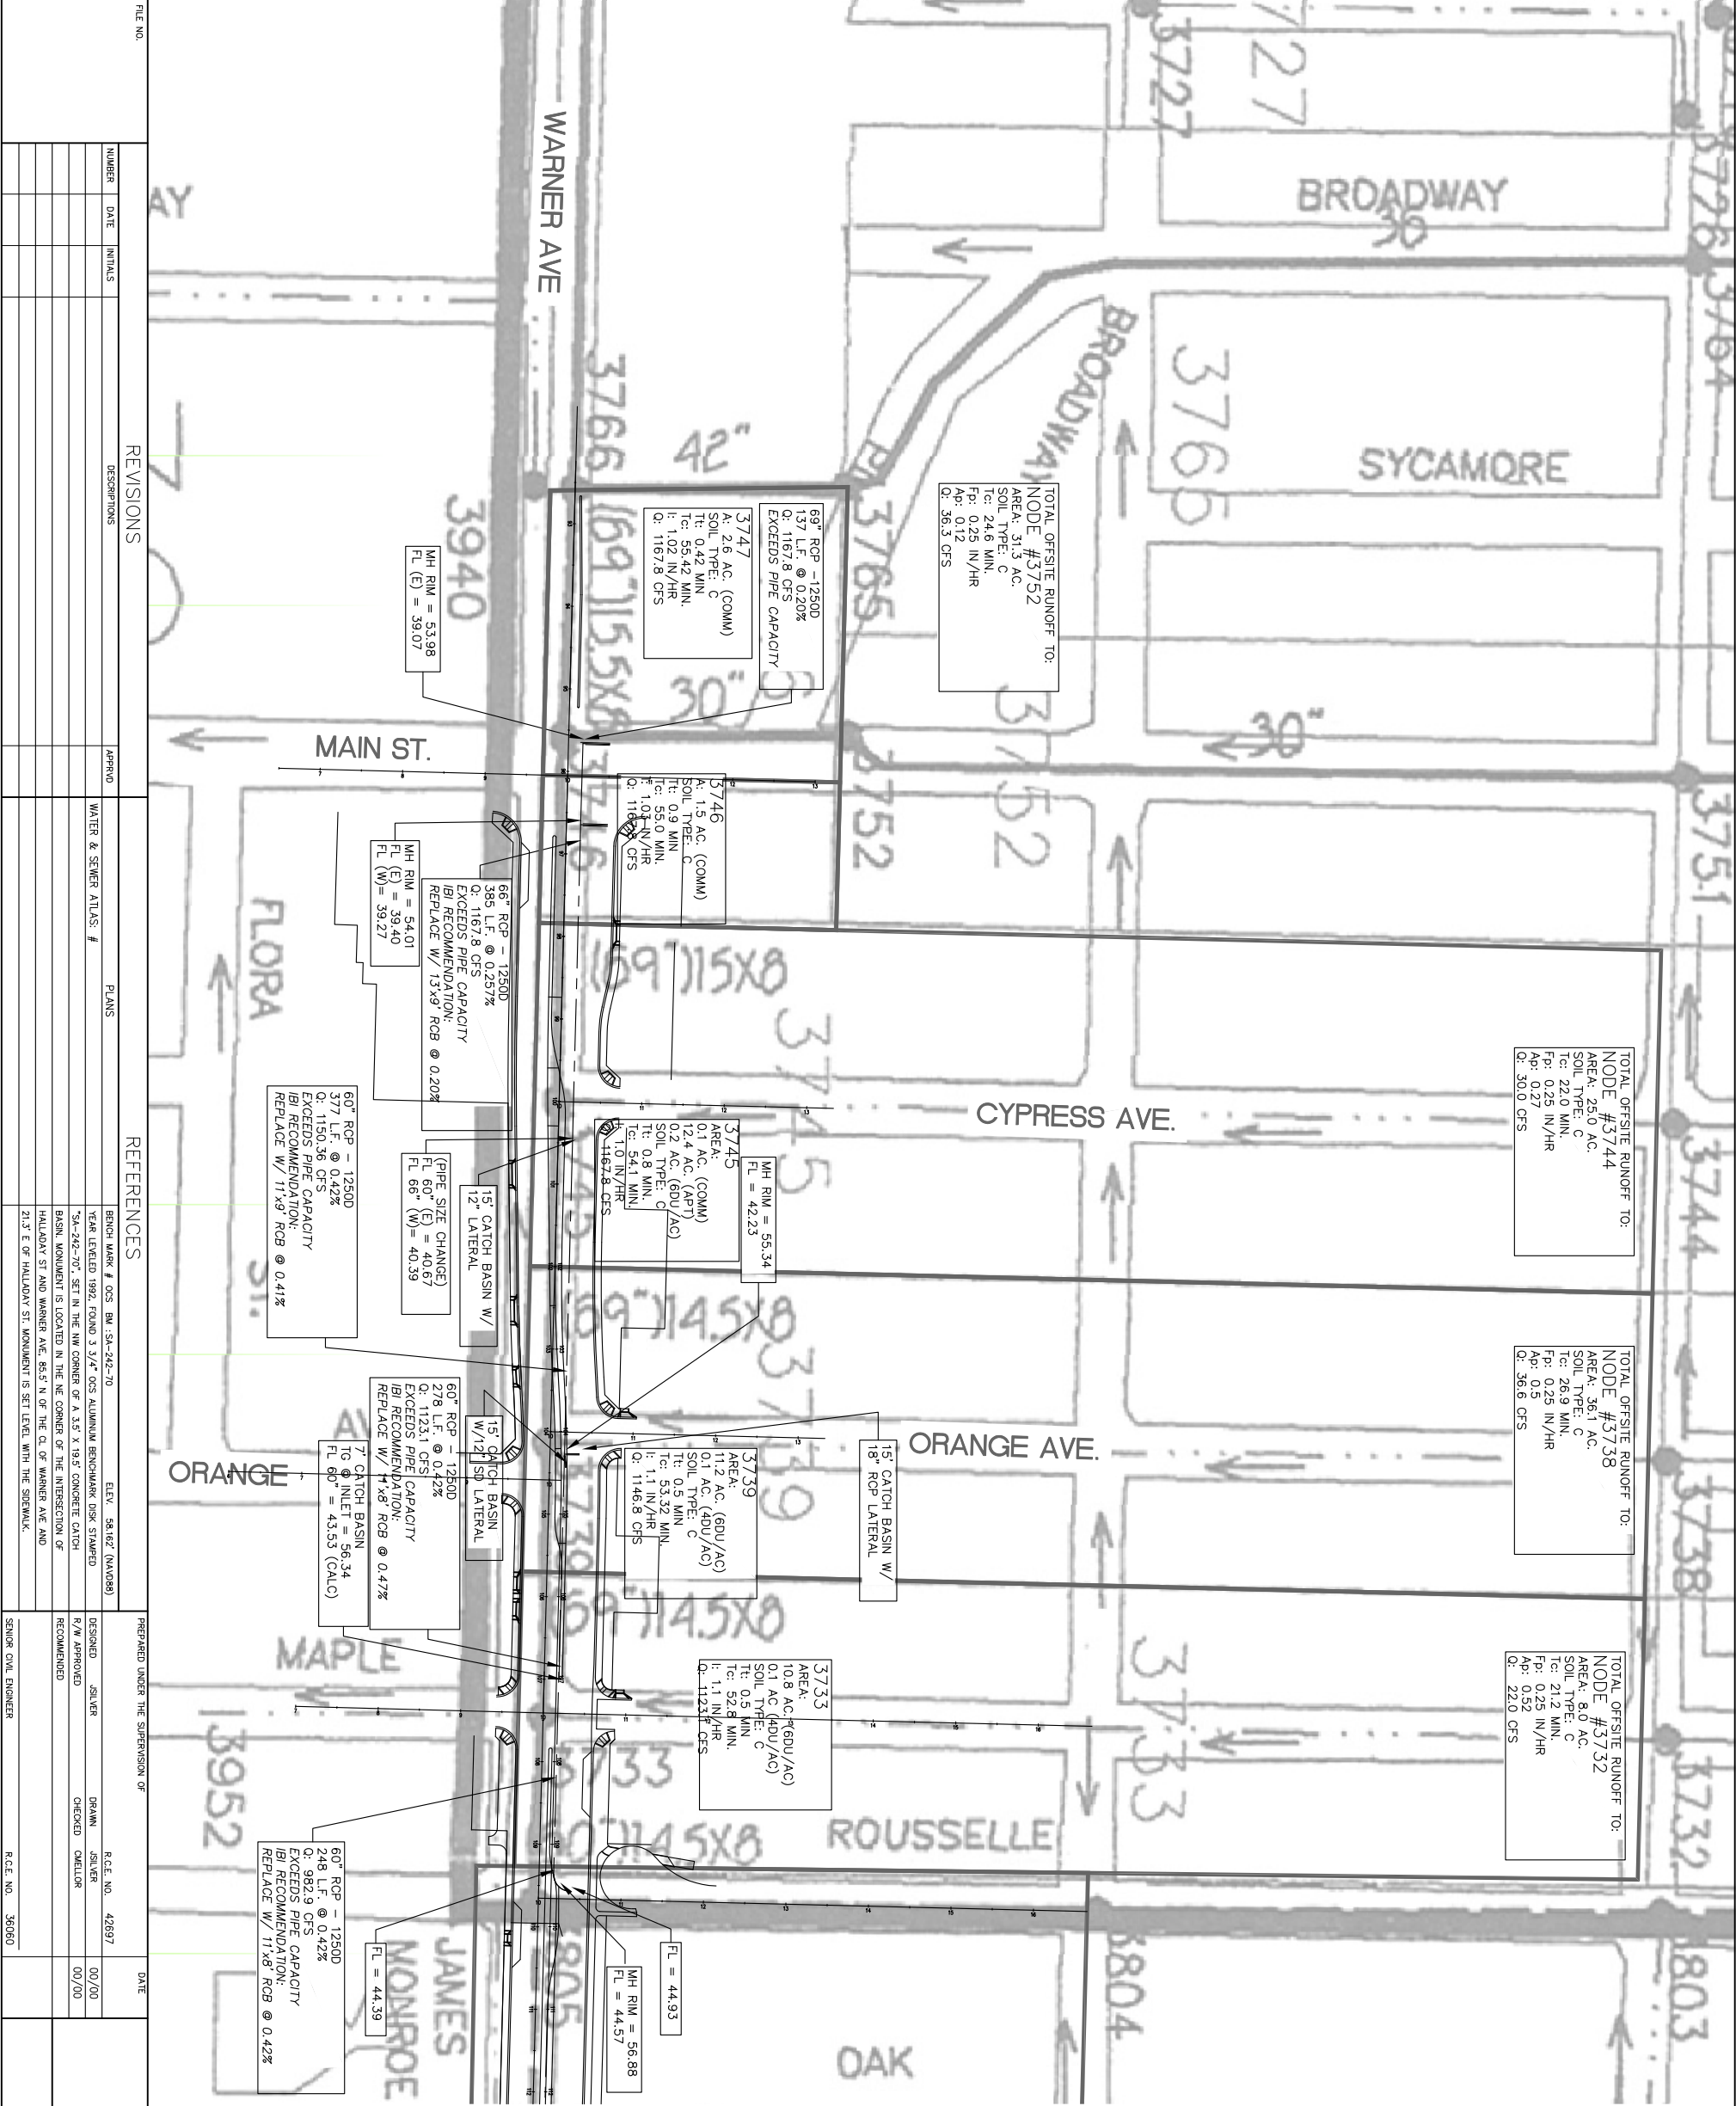 WARNER AVE
BROADWAY
36
SYCAMORE
BROADWAY
3727
3727
3726
3764
3765
3765
3766
42"
30"
30"
3751
3752
3752
3940
AY
7
TOTAL OFFSITE RUNOFF TO:
NODE #3752
AREA: 31.3 AC.
SOIL TYPE: C
Tc: 24.6 MIN.
Fp: 0.25 IN/HR
Ap: 0.12
Q: 36.3 CFS
69" RCP -1250D
137 L.F. @ 0.20%
Q: 1167.8 CFS
EXCEEDS PIPE CAPACITY
3747
A: 2.6 AC. (COMM)
SOIL TYPE: C
Tt: 0.42 MIN
Tc: 55.42 MIN.
I: 1.02 IN/HR
Q: 1167.8 CFS
MH RIM = 53.98
FL (E) = 39.07
MAIN ST.
3746
3746
A: 1.5 AC. (COMM)
SOIL TYPE: C
Tt: 0.9 MIN
Tc: 55.0 MIN.
I: 1.03 IN/HR
Q: 1167.8 CFS
MH RIM = 54.01
FL (E) = 39.40
FL (W)= 39.27
66" RCP - 1250D
385 L.F. @ 0.257%
Q: 1167.8 CFS
EXCEEDS PIPE CAPACITY
IBI RECOMMENDATION:
REPLACE W/ 13'x9' RCB @ 0.20%
FLORA
ST.
(69")15X8
3745
CYPRESS AVE.
TOTAL OFFSITE RUNOFF TO:
NODE #3744
AREA: 25.0 AC.
SOIL TYPE: C
Tc: 22.0 MIN.
Fp: 0.25 IN/HR
Ap: 0.27
Q: 30.0 CFS
3744
3745
AREA:
0.1 AC. (COMM)
12.4 AC. (APT)
0.2 AC. (6DU/AC)
SOIL TYPE: C
Tt: 0.8 MIN.
Tc: 54.1 MIN.
I: 1.0 IN/HR
1167.8 CFS
MH RIM = 55.34
FL = 42.23
15' CATCH BASIN W/
12" LATERAL
(PIPE SIZE CHANGE)
FL 60" (E) = 40.67
FL 66" (W)= 40.39
60" RCP - 1250D
377 L.F. @ 0.42%
Q: 1150.36 CFS
EXCEEDS PIPE CAPACITY
IBI RECOMMENDATION:
REPLACE W/ 11'x9' RCB @ 0.41%
(69")14.5X8
3739
TOTAL OFFSITE RUNOFF TO:
NODE #3738
AREA: 36.1 AC.
SOIL TYPE: C
Tc: 26.9 MIN.
Fp: 0.25 IN/HR
Ap: 0.5
Q: 36.6 CFS
3738
ORANGE AVE.
15' CATCH BASIN W/
18" RCP LATERAL
3739
AREA:
11.2 AC. (6DU/AC)
0.1 AC. (4DU/AC)
SOIL TYPE: C
Tt: 0.5 MIN
Tc: 53.32 MIN.
I: 1.1 IN/HR
Q: 1146.8 CFS
15' CATCH BASIN
W/12" SD LATERAL
60" RCP - 1250D
278 L.F. @ 0.42%
Q: 1123.1 CFS
EXCEEDS PIPE CAPACITY
IBI RECOMMENDATION:
REPLACE W/ 11'x8' RCB @ 0.47%
7' CATCH BASIN
TG @ INLET = 56.34
FL 60" = 43.53 (CALC)
ORANGE
MAPLE
(69")14.5X8
3733
TOTAL OFFSITE RUNOFF TO:
NODE #3732
AREA: 8.0 AC.
SOIL TYPE: C
Tc: 21.2 MIN.
Fp: 0.25 IN/HR
Ap: 0.52
Q: 22.0 CFS
3732
3733
AREA:
10.8 AC. (6DU/AC)
0.1 AC (4DU/AC)
SOIL TYPE: C
Tt: 0.5 MIN
Tc: 52.8 MIN.
I: 1.1 IN/HR
Q: 1123.1 CFS
3733
ROUSSELLE
3952
60" RCP - 1250D
248 L.F. @ 0.42%
Q: 982.9 CFS
EXCEEDS PIPE CAPACITY
IBI RECOMMENDATION:
REPLACE W/ 11'x8' RCB @ 0.42%
FL = 44.39
FL = 44.93
MH RIM = 56.88
FL = 44.57
3803
3804
3805
JAMES
MONROE
OAK
FILE NO.
REVISIONS
NUMBER DATE INITIALS DESCRIPTIONS APPRVD
REFERENCES
WATER & SEWER ATLAS: # PLANS
BENCH MARK # OCS BM :SA-242-70 ELEV. 58.162' (NAVD88)
YEAR LEVELED 1992, FOUND 3 3/4" OCS ALUMINUM BENCHMARK DISK STAMPED
"SA-242-70", SET IN THE NW CORNER OF A 3.5' X 19.5' CONCRETE CATCH
BASIN. MONUMENT IS LOCATED IN THE NE CORNER OF THE INTERSECTION OF
HALLADAY ST AND WARNER AVE, 85.5' N OF THE CL OF WARNER AVE AND
21.3' E OF HALLADAY ST. MONUMENT IS SET LEVEL WITH THE SIDEWALK.
PREPARED UNDER THE SUPERVISION OF DATE
R.C.E. NO. 42697
DESIGNED JSILVER DRAWN JSILVER 00/00
R/W APPROVED CHECKED CMELLOR 00/00
RECOMMENDED
SENIOR CIVIL ENGINEER R.C.E. NO. 36060